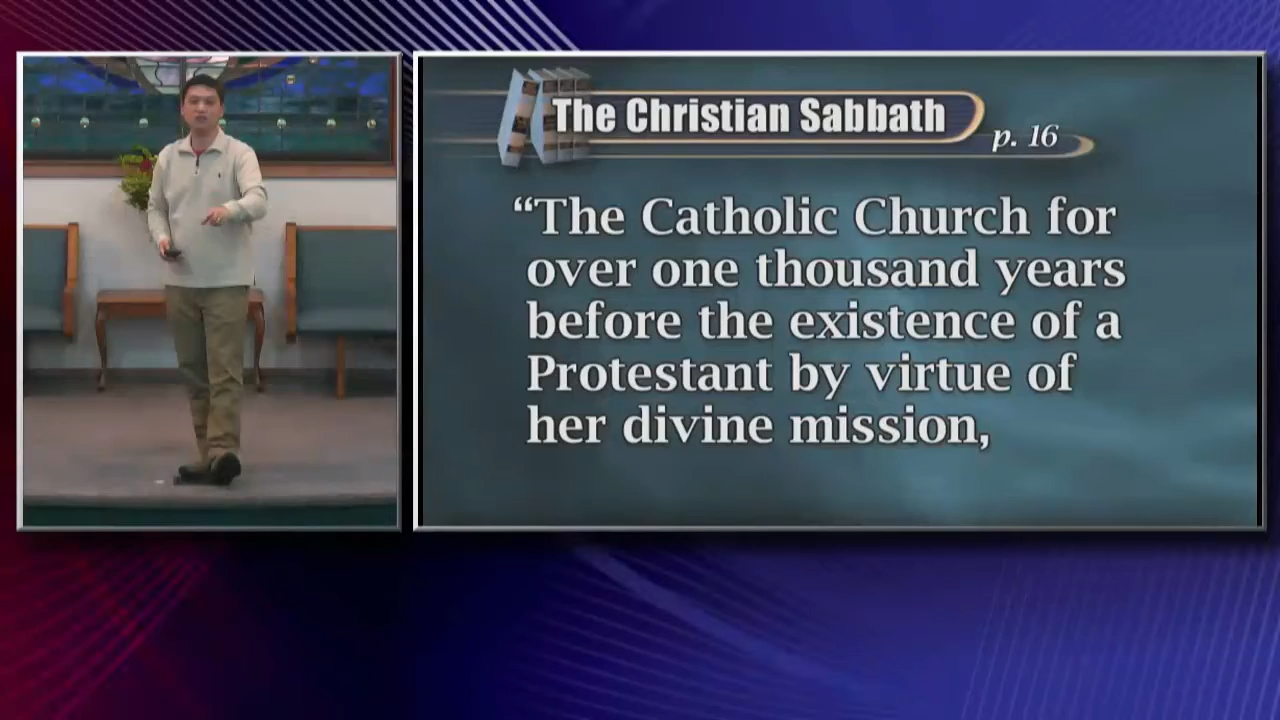 The Christian Sabbath
p. 16
“The Catholic Church for
over one thousand years
before the existence of a
Protestant by virtue of
her divine mission,